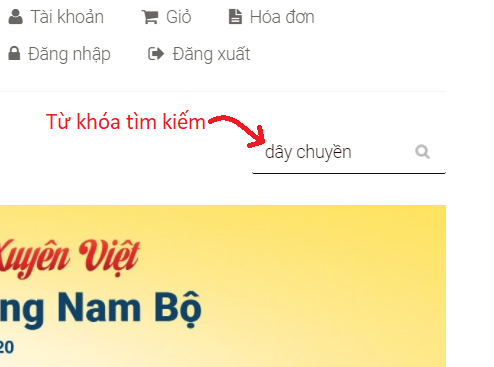 Tài khoản Giỏ Hóa đơn
Đăng nhập Đăng xuất
Từ khóa tìm kiếm
dây chuyền
Xuyên Việt
ng Nam Bộ
20